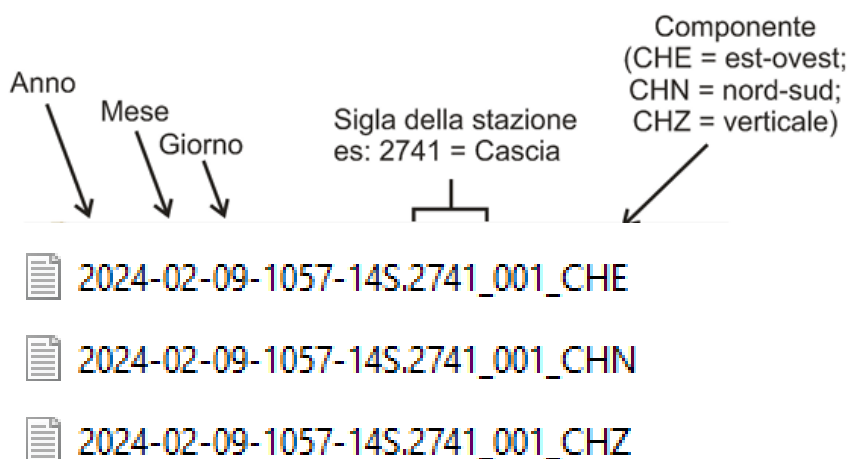 Anno
Mese
Giorno
Sigla della stazione
es: 2741 = Cascia
Componente
(CHE = est-ovest;
CHN = nord-sud;
CHZ = verticale)
2024-02-09-1057-14S.2741_001_CHE
2024-02-09-1057-14S.2741_001_CHN
2024-02-09-1057-14S.2741_001_CHZ